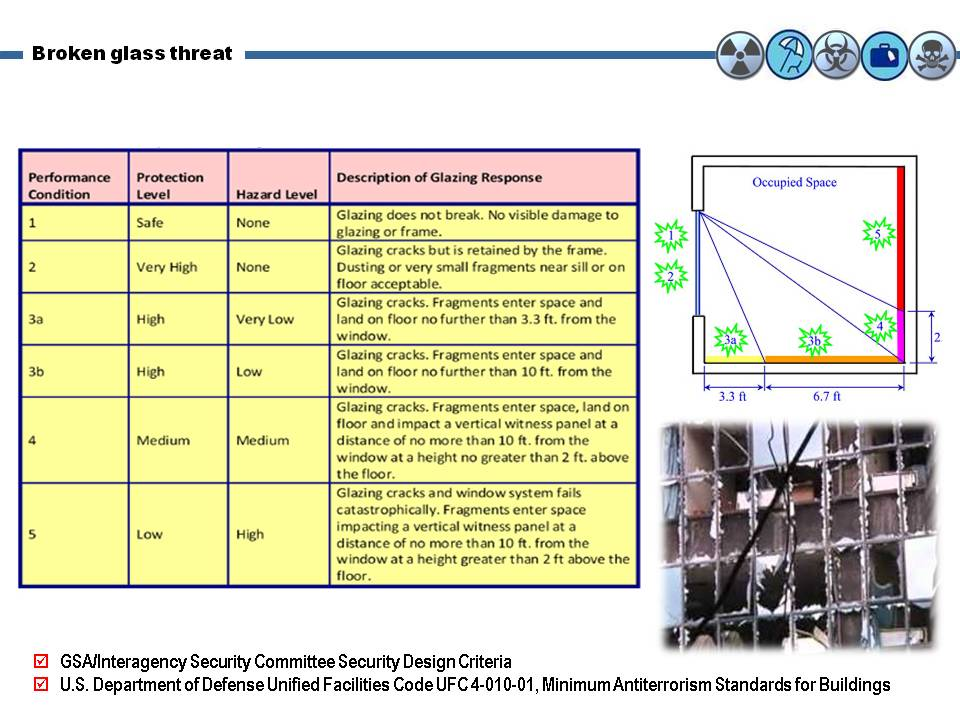 Broken glass threat
Performance Condition
Protection Level
Hazard Level
Description of Glazing Response
1
Safe
None
Glazing does not break. No visible damage to
glazing or frame.
2
Very High
None
Glazing cracks but is retained by the frame.
Dusting or very small fragments near sill or on
floor acceptable.
3a
High
Very Low
Glazing cracks. Fragments enter space and
land on floor no further than 3.3 ft. from the
window.
3b
High
Low
Glazing cracks. Fragments enter space and
land on floor no further than 10 ft. from the
window.
4
Medium
Medium
Glazing cracks. Fragments enter space, land on
floor and impact a vertical witness panel at a
distance of no more than 10 ft. from the
window at a height no greater than 2 ft. above
the floor.
5
Low
High
Glazing cracks and window system fails
catastrophically. Fragments enter space
impacting a vertical witness panel at a
distance of no more than 10 ft. from the
window at a height greater than 2 ft above the
floor.
Occupied Space
1
5
2
4
3a
3b
2
3.3 ft
6.7 ft
GSA/Interagency Security Committee Security Design Criteria
U.S. Department of Defense Unified Facilities Code UFC 4-010-01, Minimum Antiterrorism Standards for Buildings